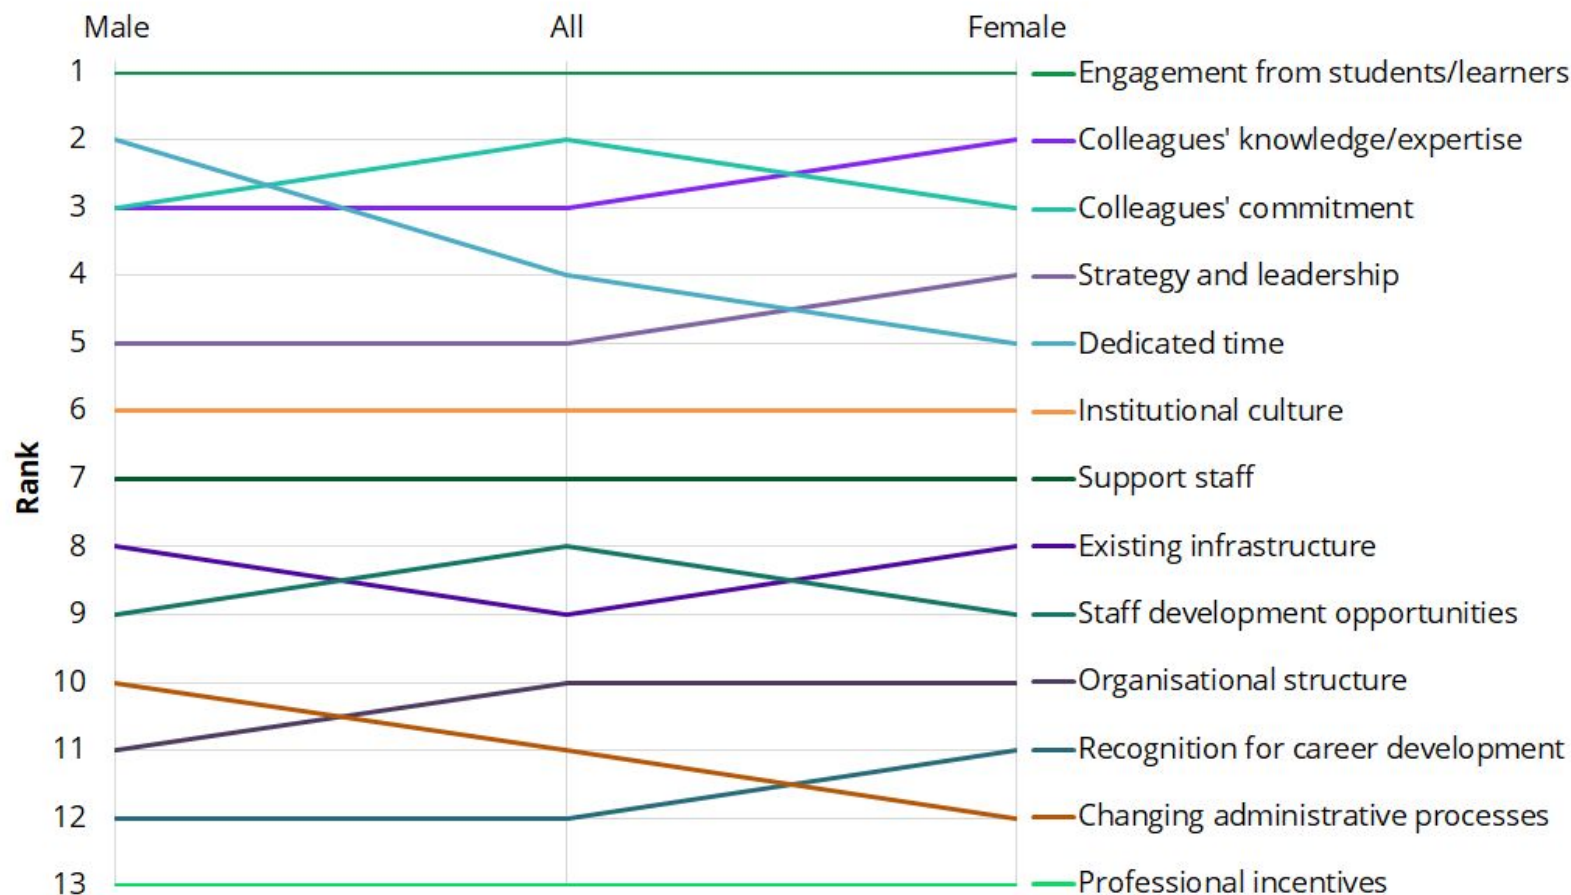 Male All Female
1 Engagement from students/learners
2 Colleagues' knowledge/expertise
3 Colleagues' commitment
4 Strategy and leadership
5 Dedicated time
6 Institutional culture
Rank
7 Support staff
8 Existing infrastructure
9 Staff development opportunities
10 Organisational structure
11 Recognition for career development
12 Changing administrative processes
13 Professional incentives